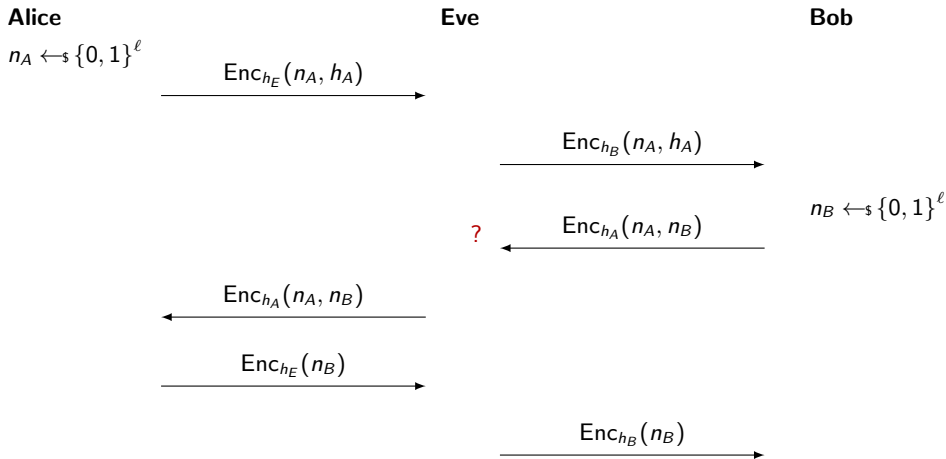 Alice Eve Bob
n_A ←$ {0, 1}^ℓ
Enc_{h_E}(n_A, h_A)
Enc_{h_B}(n_A, h_A)
n_B ←$ {0, 1}^ℓ
? Enc_{h_A}(n_A, n_B)
Enc_{h_A}(n_A, n_B)
Enc_{h_E}(n_B)
Enc_{h_B}(n_B)